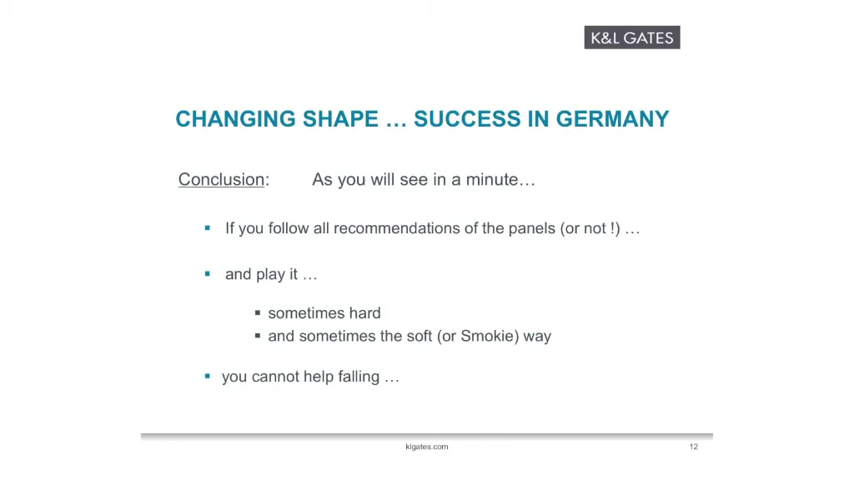 K&L GATES
CHANGING SHAPE … SUCCESS IN GERMANY
Conclusion: As you will see in a minute…
▪ If you follow all recommendations of the panels (or not !) …
▪ and play it …
▪ sometimes hard
▪ and sometimes the soft (or Smokie) way
▪ you cannot help falling …
klgates.com 12